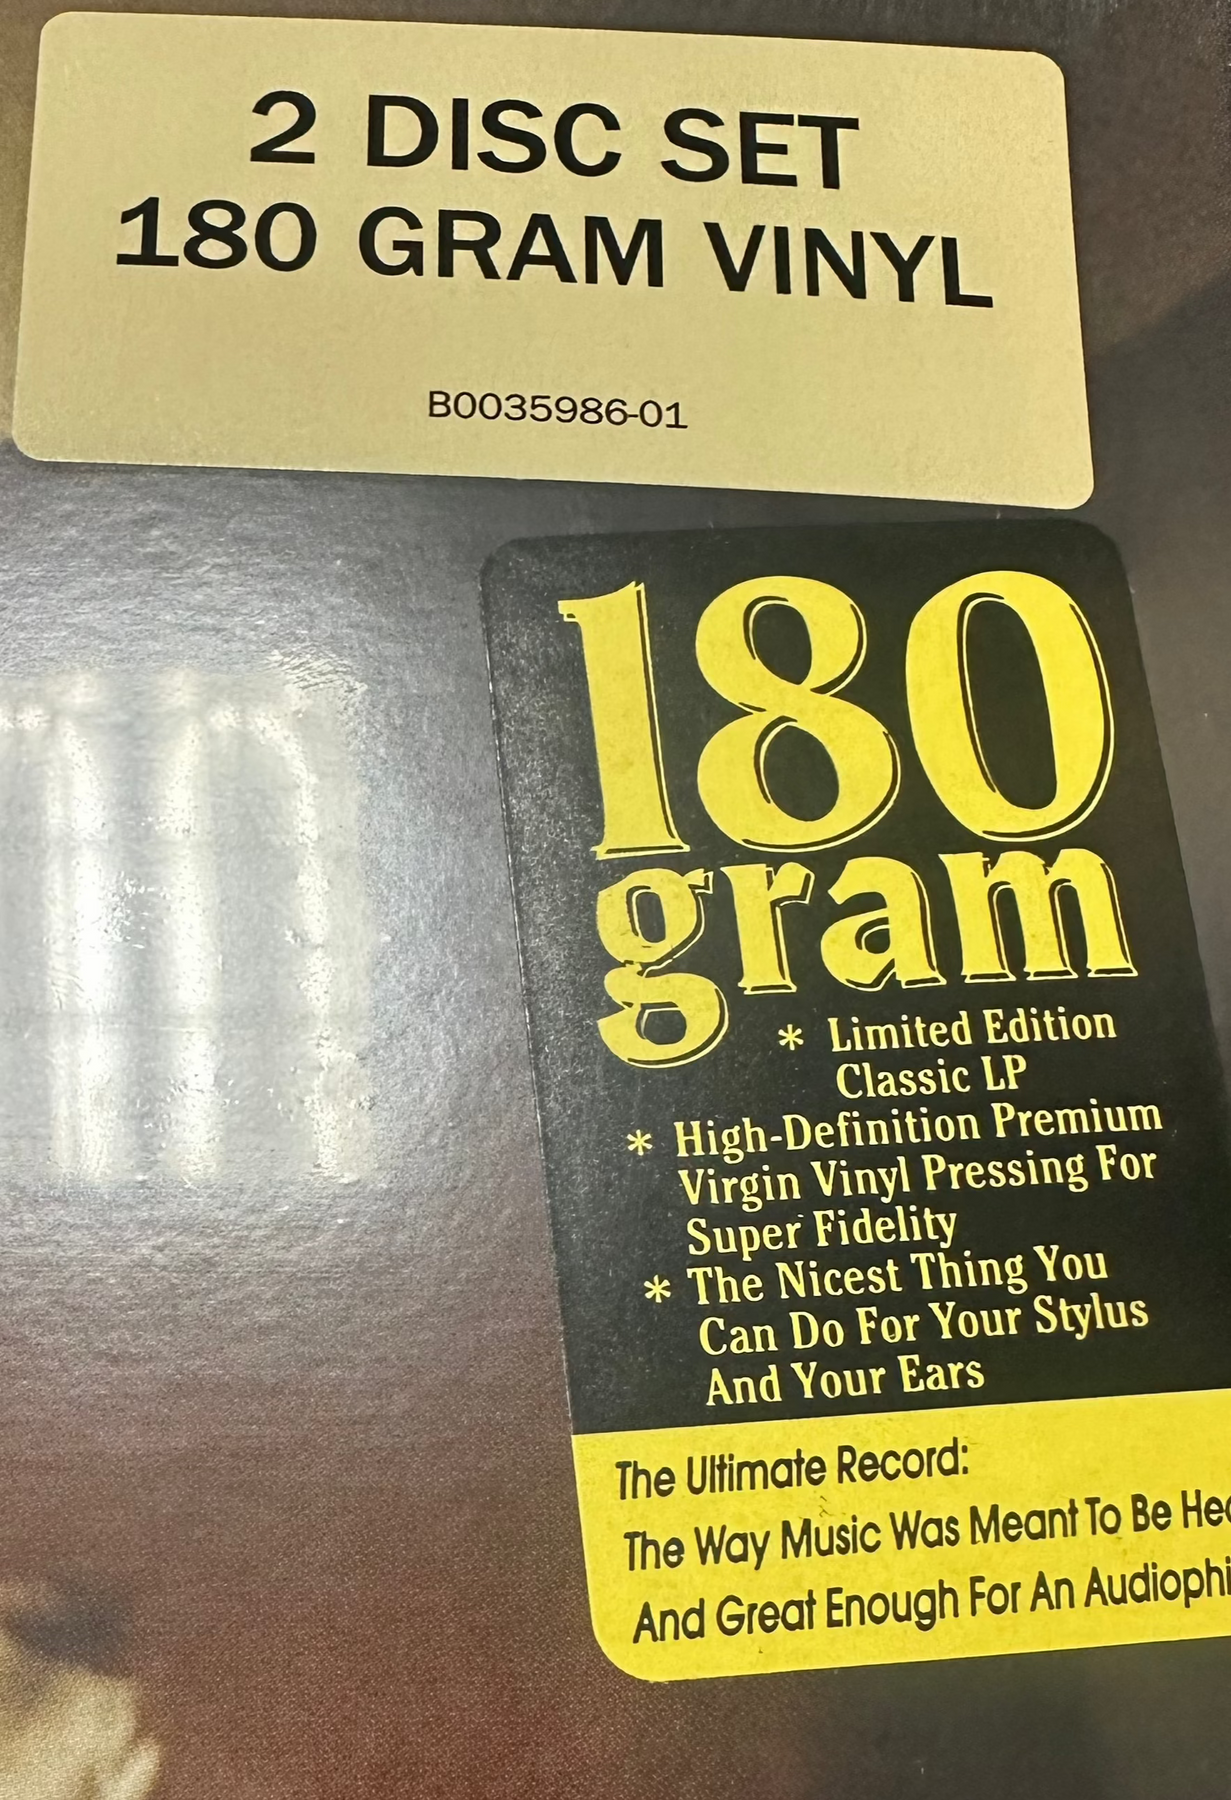 2 DISC SET
180 GRAM VINYL
B0035986-01
180
gram
* Limited Edition
Classic LP
* High-Definition Premium
Virgin Vinyl Pressing For
Super Fidelity
* The Nicest Thing You
Can Do For Your Stylus
And Your Ears
The Ultimate Record:
The Way Music Was Meant To Be
And Great Enough For An